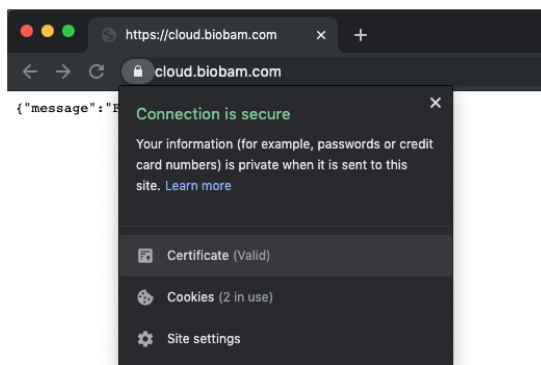 https://cloud.biobam.com
cloud.biobam.com
{"message":"
Connection is secure
Your information (for example, passwords or credit
card numbers) is private when it is sent to this
site. Learn more
Certificate (Valid)
Cookies (2 in use)
Site settings